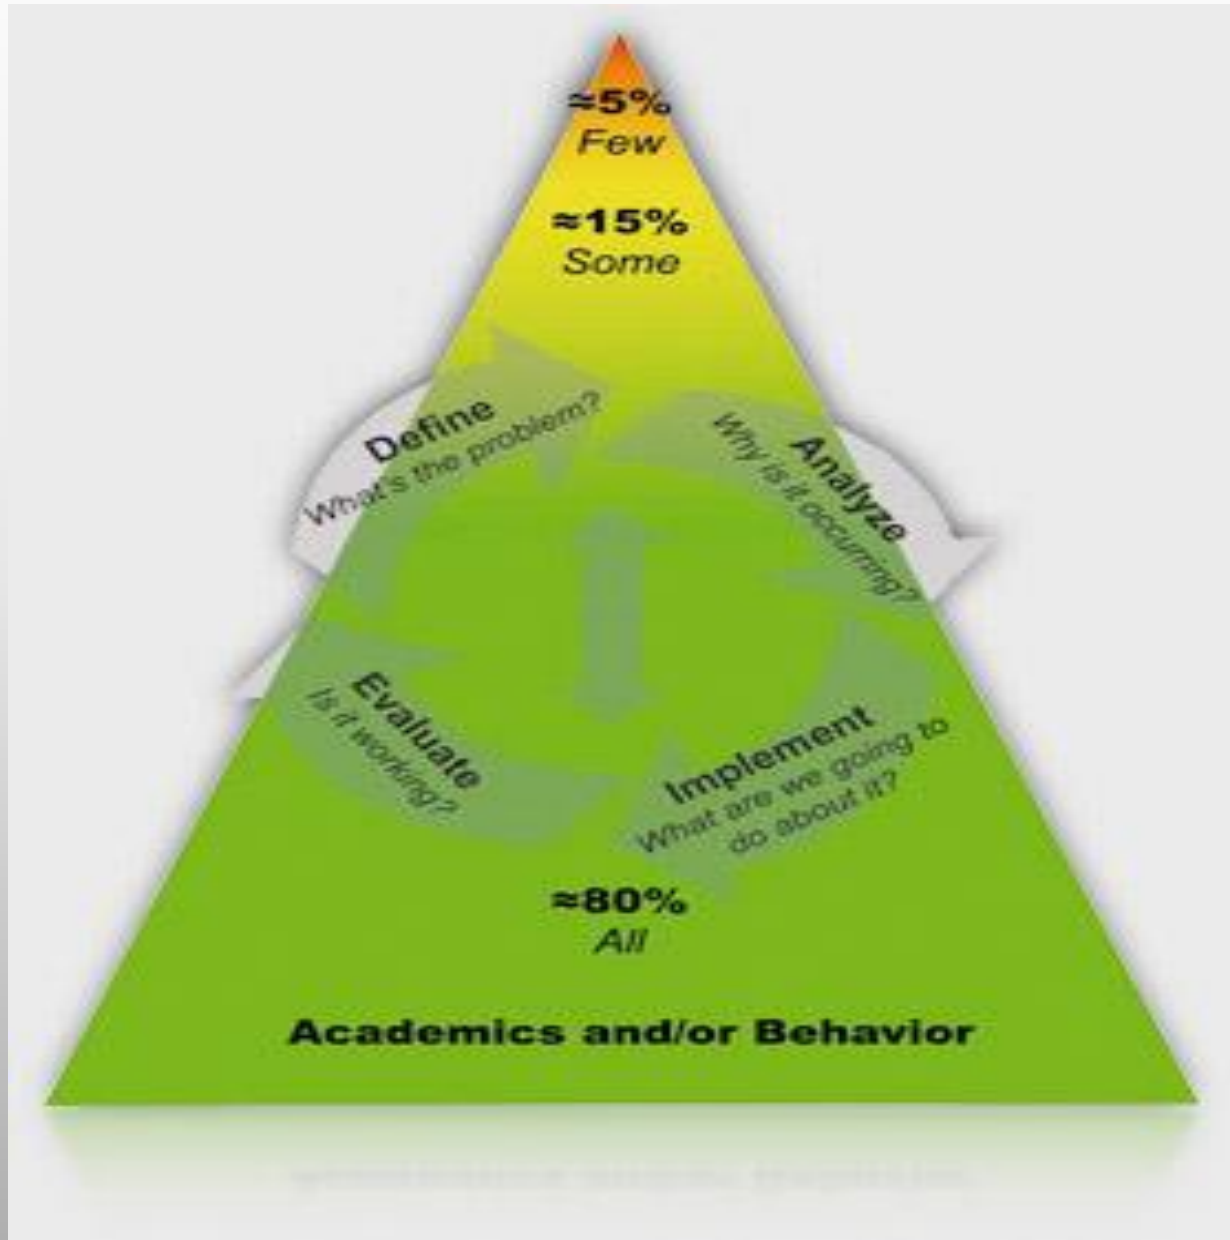 ≈5%
Few
≈15%
Some
Define
What's the problem?
Analyze
Why is it occurring?
Evaluate
Is it working?
Implement
What are we going to
do about it?
≈80%
All
Academics and/or Behavior